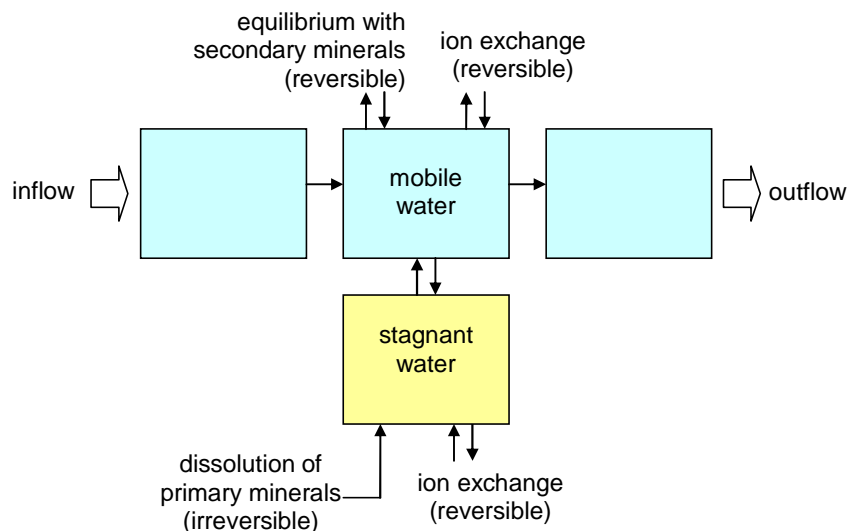 equilibrium with
secondary minerals
(reversible)
ion exchange
(reversible)
inflow
mobile
water
outflow
stagnant
water
dissolution of
primary minerals
(irreversible)
ion exchange
(reversible)